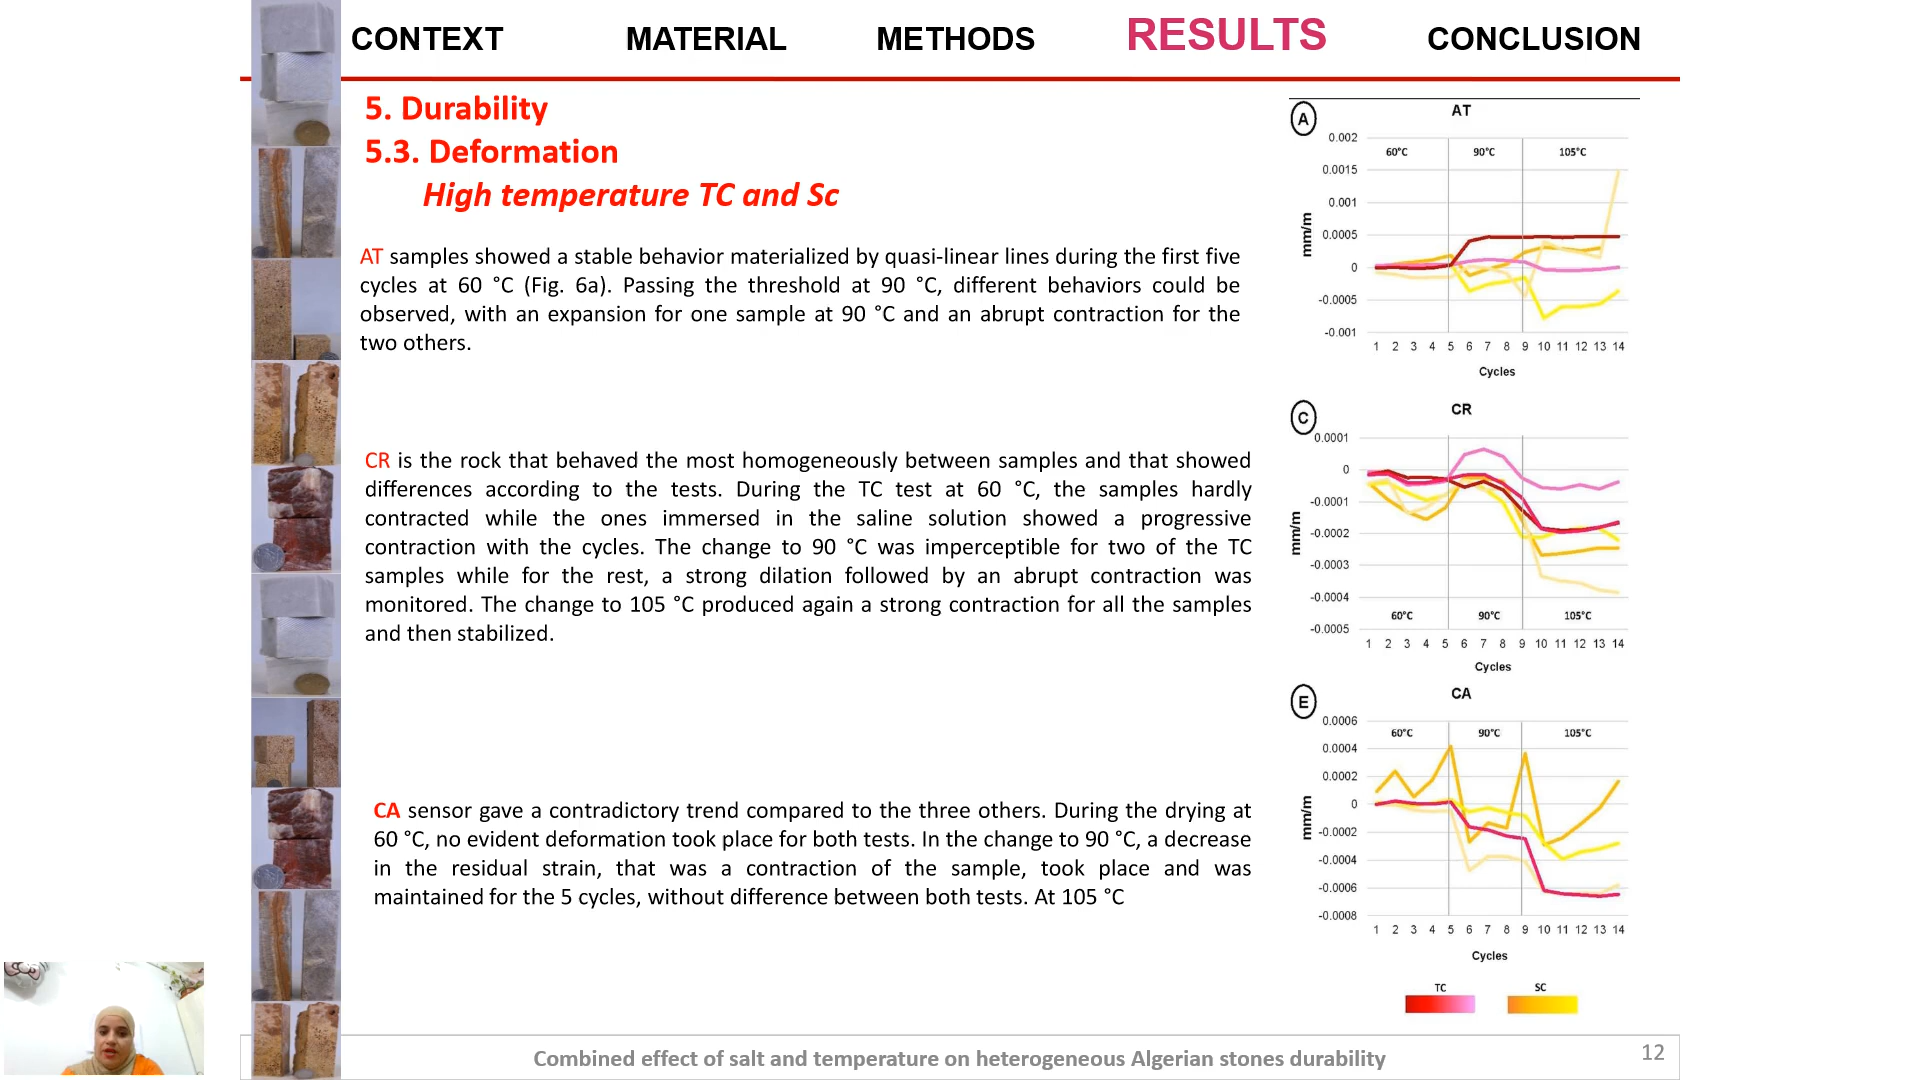 CONTEXT MATERIAL METHODS RESULTS CONCLUSION
5. Durability
5.3. Deformation
High temperature TC and Sc
AT samples showed a stable behavior materialized by quasi-linear lines during the first five
cycles at 60 °C (Fig. 6a). Passing the threshold at 90 °C, different behaviors could be
observed, with an expansion for one sample at 90 °C and an abrupt contraction for the
two others.
CR is the rock that behaved the most homogeneously between samples and that showed
differences according to the tests. During the TC test at 60 °C, the samples hardly
contracted while the ones immersed in the saline solution showed a progressive
contraction with the cycles. The change to 90 °C was imperceptible for two of the TC
samples while for the rest, a strong dilation followed by an abrupt contraction was
monitored. The change to 105 °C produced again a strong contraction for all the samples
and then stabilized.
CA sensor gave a contradictory trend compared to the three others. During the drying at
60 °C, no evident deformation took place for both tests. In the change to 90 °C, a decrease
in the residual strain, that was a contraction of the sample, took place and was
maintained for the 5 cycles, without difference between both tests. At 105 °C
A
AT
0.002
60°C 90°C 105°C
0.0015
0.001
0.0005
0
-0.0005
-0.001
mm/m
1 2 3 4 5 6 7 8 9 10 11 12 13 14
Cycles
C
CR
0.0001
0
-0.0001
-0.0002
-0.0003
-0.0004
60°C 90°C 105°C
-0.0005
mm/m
1 2 3 4 5 6 7 8 9 10 11 12 13 14
Cycles
E
CA
0.0006
60°C 90°C 105°C
0.0004
0.0002
0
-0.0002
-0.0004
-0.0006
-0.0008
mm/m
1 2 3 4 5 6 7 8 9 10 11 12 13 14
Cycles
TC SC
Combined effect of salt and temperature on heterogeneous Algerian stones durability
12